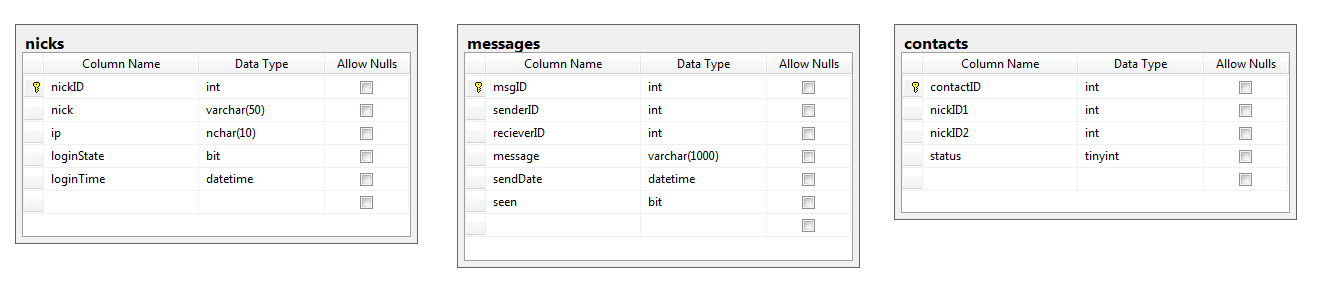 nicks
Column Name Data Type Allow Nulls
nickID int
nick varchar(50)
ip nchar(10)
loginState bit
loginTime datetime
messages
Column Name Data Type Allow Nulls
msgID int
senderID int
recieverID int
message varchar(1000)
sendDate datetime
seen bit
contacts
Column Name Data Type Allow Nulls
contactID int
nickID1 int
nickID2 int
status tinyint